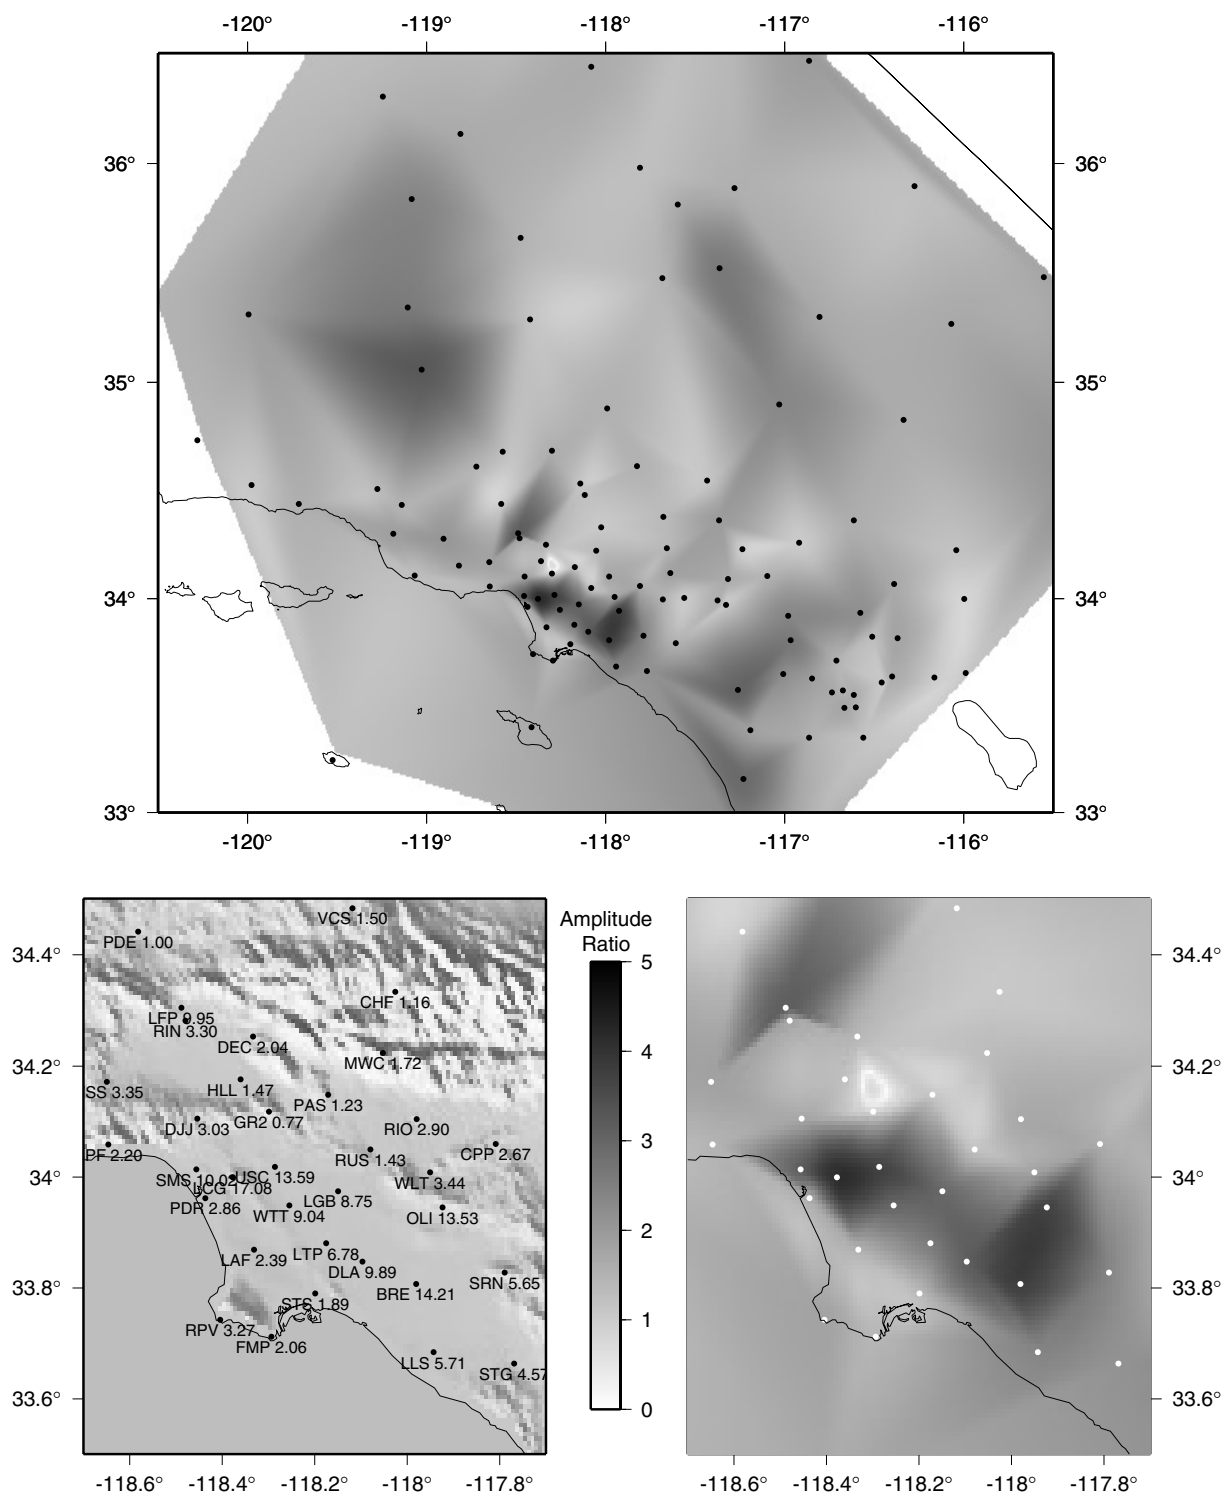 -120° -119° -118° -117° -116°
36° 36°
35° 35°
34° 34°
33° 33°
-120° -119° -118° -117° -116°
Amplitude
Ratio
5
4
3
2
1
0
34.4°
34.2°
34°
33.8°
33.6°
VCS 1.50
PDE 1.00
CHF 1.16
LFP 9.95
RIN 3.30
DEC 2.04
MWC 1.72
SS 3.35
HLL 1.47
PAS 1.23
GR2 0.77
DJJ 3.03
RIO 2.90
PF 2.20
CPP 2.67
RUS 1.43
USC 13.59
SMS 10.02
WLT 3.44
LCG 17.08
LGB 8.75
PDR 2.86
WTT 9.04
OLI 13.53
LTP 6.78
LAF 2.39
DLA 9.89
SRN 5.65
BRE 14.21
STS 1.89
RPV 3.27
FMP 2.06
LLS 5.71
STG 4.57
-118.6° -118.4° -118.2° -118° -117.8°
34.4°
34.2°
34°
33.8°
33.6°
-118.6° -118.4° -118.2° -118° -117.8°